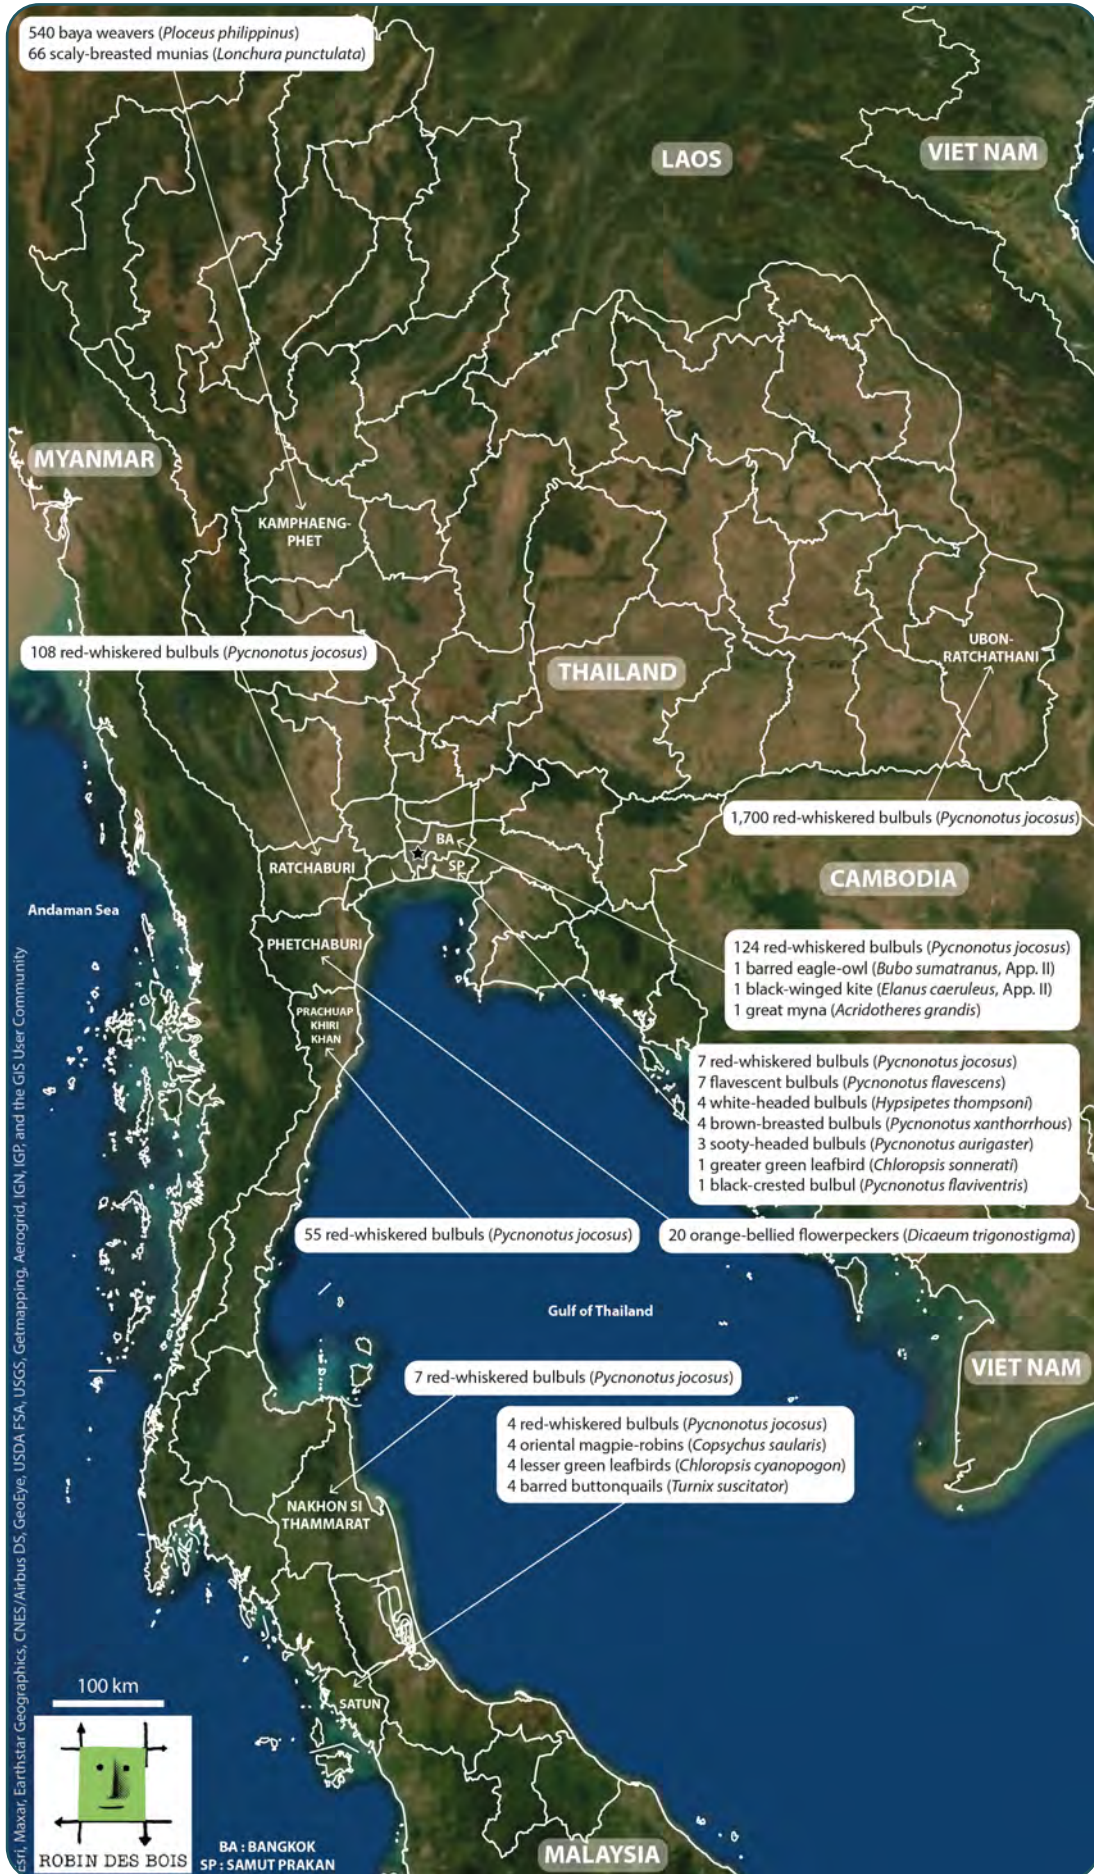 540 baya weavers (Ploceus philippinus)
66 scaly-breasted munias (Lonchura punctulata)
LAOS
VIET NAM
MYANMAR
KAMPHAENG-
PHET
108 red-whiskered bulbuls (Pycnonotus jocosus)
UBON-
RATCHATHANI
THAILAND
1,700 red-whiskered bulbuls (Pycnonotus jocosus)
BA
SP
RATCHABURI
CAMBODIA
Andaman Sea
PHETCHABURI
124 red-whiskered bulbuls (Pycnonotus jocosus)
1 barred eagle-owl (Bubo sumatranus, App. II)
1 black-winged kite (Elanus caeruleus, App. II)
1 great myna (Acridotheres grandis)
PRACHUAP
KHIRI
KHAN
7 red-whiskered bulbuls (Pycnonotus jocosus)
7 flavescent bulbuls (Pycnonotus flavescens)
4 white-headed bulbuls (Hypsipetes thompsoni)
4 brown-breasted bulbuls (Pycnonotus xanthorrhous)
3 sooty-headed bulbuls (Pycnonotus aurigaster)
1 greater green leafbird (Chloropsis sonnerati)
1 black-crested bulbul (Pycnonotus flaviventris)
55 red-whiskered bulbuls (Pycnonotus jocosus)
20 orange-bellied flowerpeckers (Dicaeum trigonostigma)
Gulf of Thailand
VIET NAM
7 red-whiskered bulbuls (Pycnonotus jocosus)
4 red-whiskered bulbuls (Pycnonotus jocosus)
4 oriental magpie-robins (Copsychus saularis)
4 lesser green leafbirds (Chloropsis cyanopogon)
4 barred buttonquails (Turnix suscitator)
NAKHON SI
THAMMARAT
SATUN
100 km
ROBIN DES BOIS
BA : BANGKOK
SP : SAMUT PRAKAN
MALAYSIA
Esri, Maxar, Earthstar Geographics, CNES/Airbus DS, GeoEye, USDA FSA, USGS, Getmapping, Aerogrid, IGN, IGP, and the GIS User Community